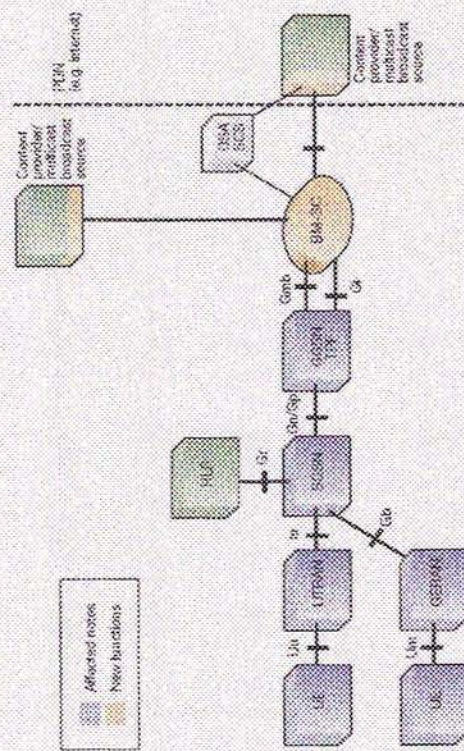 Affected nodes
New functions
UE
Uu
UTRAN
Iu
SGSN
Gn/Gp
GGSN
TPF
Gmb
Gi
BM-SC
HLR
Gr
UE
Um
GERAN
Gb
OSA
SCS
Content
provider/
multicast
broadcast
source
PDN
(e.g. Internet)
Content
provider/
multicast
broadcast
source